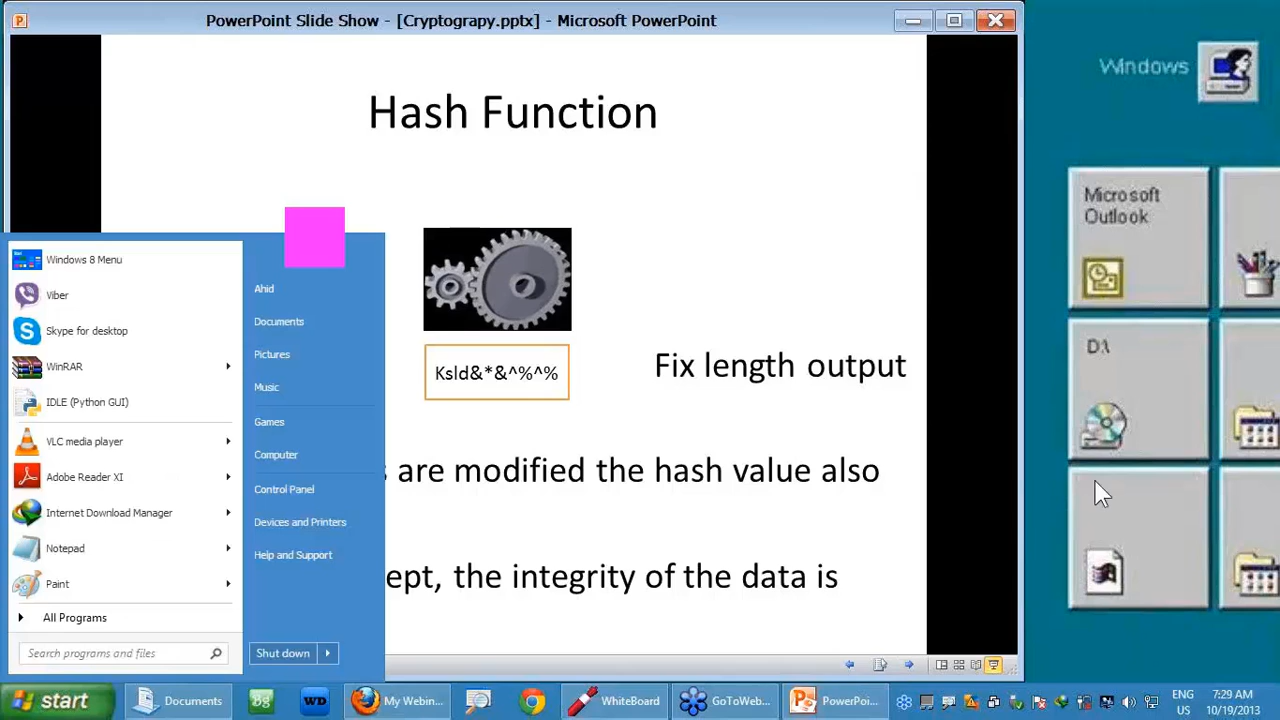 PowerPoint Slide Show - [Cryptograpy.pptx] - Microsoft PowerPoint
Hash Function
Ksld&*&^%^%
Fix length output
are modified the hash value also
ept, the integrity of the data is
Windows 8 Menu
Viber
Skype for desktop
WinRAR
IDLE (Python GUI)
VLC media player
Adobe Reader XI
Internet Download Manager
Notepad
Paint
All Programs
Search programs and files
Ahid
Documents
Pictures
Music
Games
Computer
Control Panel
Devices and Printers
Help and Support
Shut down
Windows
Microsoft
Outlook
D:\
start
Documents
bg
WD
My Webin...
WhiteBoard
GoToWeb...
PowerPoi...
ENG
US
7:29 AM
10/19/2013